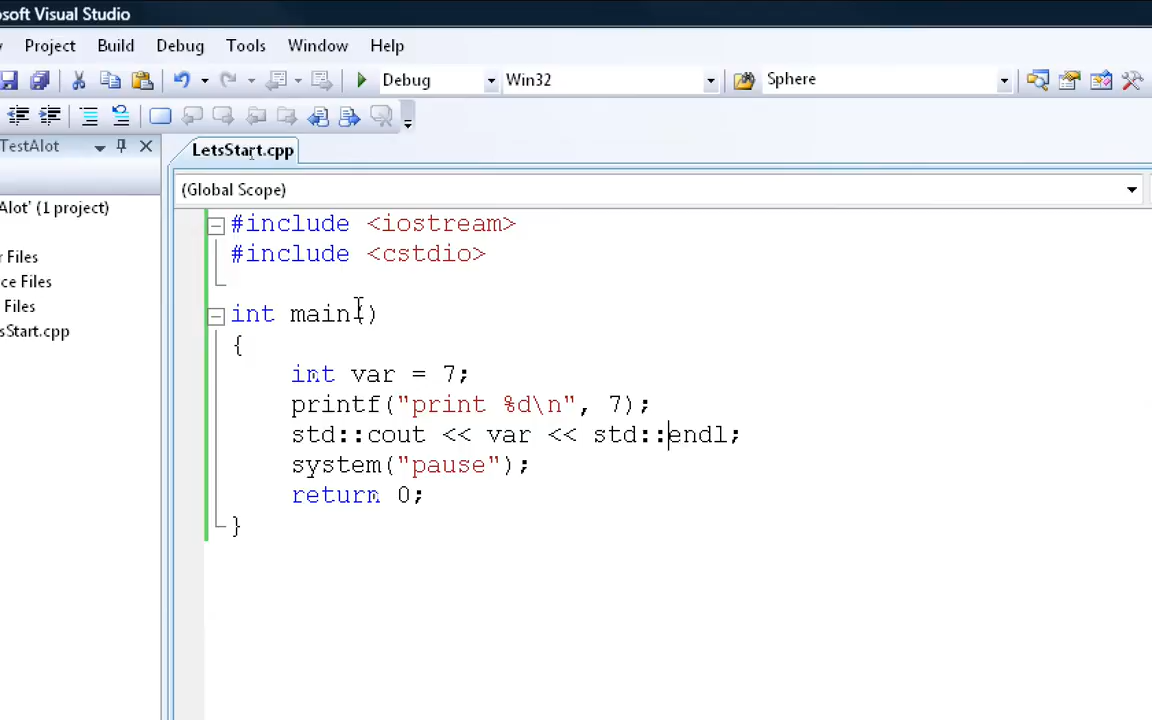 osoft Visual Studio
Project Build Debug Tools Window Help
Debug Win32 Sphere
TestAlot
LetsStart.cpp
Alot' (1 project)
(Global Scope)
r Files
ce Files
Files
sStart.cpp
#include <iostream>
#include <cstdio>
int main()
{
int var = 7;
printf("print %d\n", 7);
std::cout << var << std::endl;
system("pause");
return 0;
}